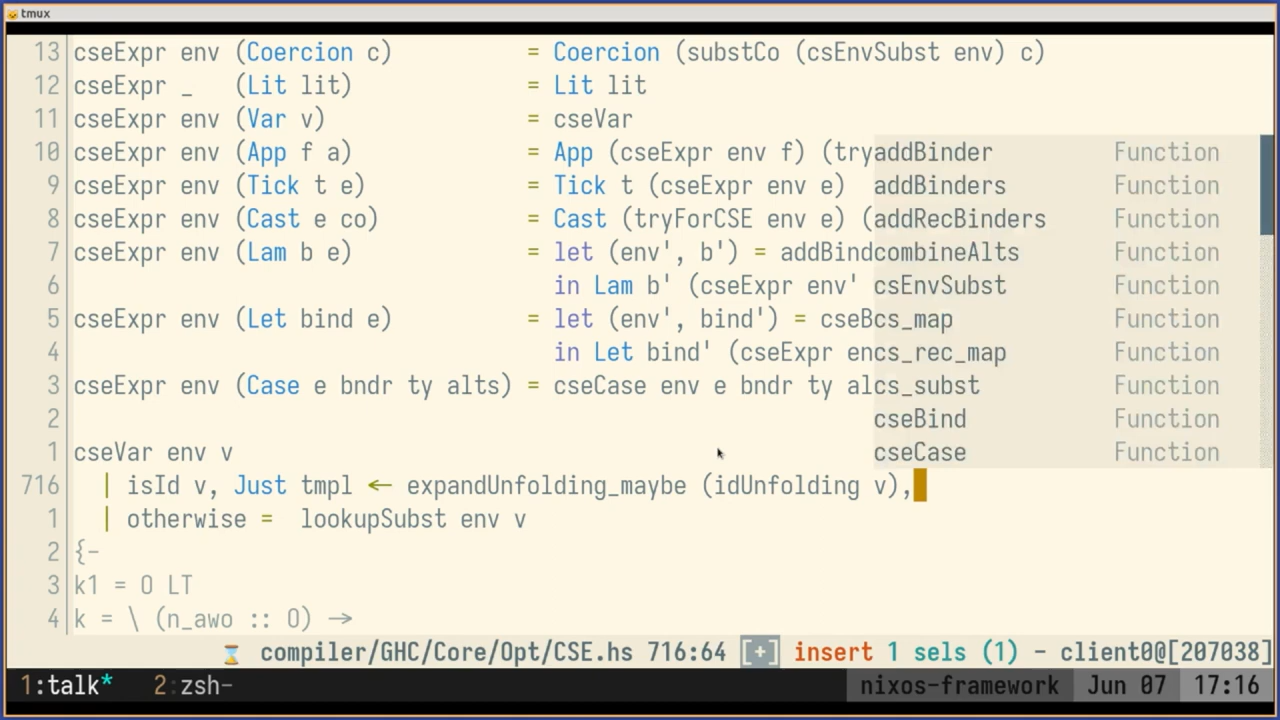 tmux
13 cseExpr env (Coercion c)          = Coercion (substCo (csEnvSubst env) c)
12 cseExpr _   (Lit lit)             = Lit lit
11 cseExpr env (Var v)               = cseVar
10 cseExpr env (App f a)             = App (cseExpr env f) (tryaddBinder         Function
9 cseExpr env (Tick t e)            = Tick t (cseExpr env e)  addBinders        Function
8 cseExpr env (Cast e co)           = Cast (tryForCSE env e) (addRecBinders     Function
7 cseExpr env (Lam b e)             = let (env', b') = addBindcombineAlts       Function
6                                     in Lam b' (cseExpr env' csEnvSubst        Function
5 cseExpr env (Let bind e)          = let (env', bind') = cseBcs_map            Function
4                                     in Let bind' (cseExpr encs_rec_map        Function
3 cseExpr env (Case e bndr ty alts) = cseCase env e bndr ty alcs_subst          Function
2                                                             cseBind           Function
1 cseVar env v                                                cseCase           Function
716   | isId v, Just tmpl <- expandUnfolding_maybe (idUnfolding v),
1   | otherwise =  lookupSubst env v
2 {-
3 k1 = O LT
4 k = \ (n_awo :: O) ->
⌛ compiler/GHC/Core/Opt/CSE.hs 716:64 [+] insert 1 sels (1) - client0@[207038]
1:talk*   2:zsh-   nixos-framework   Jun 07   17:16